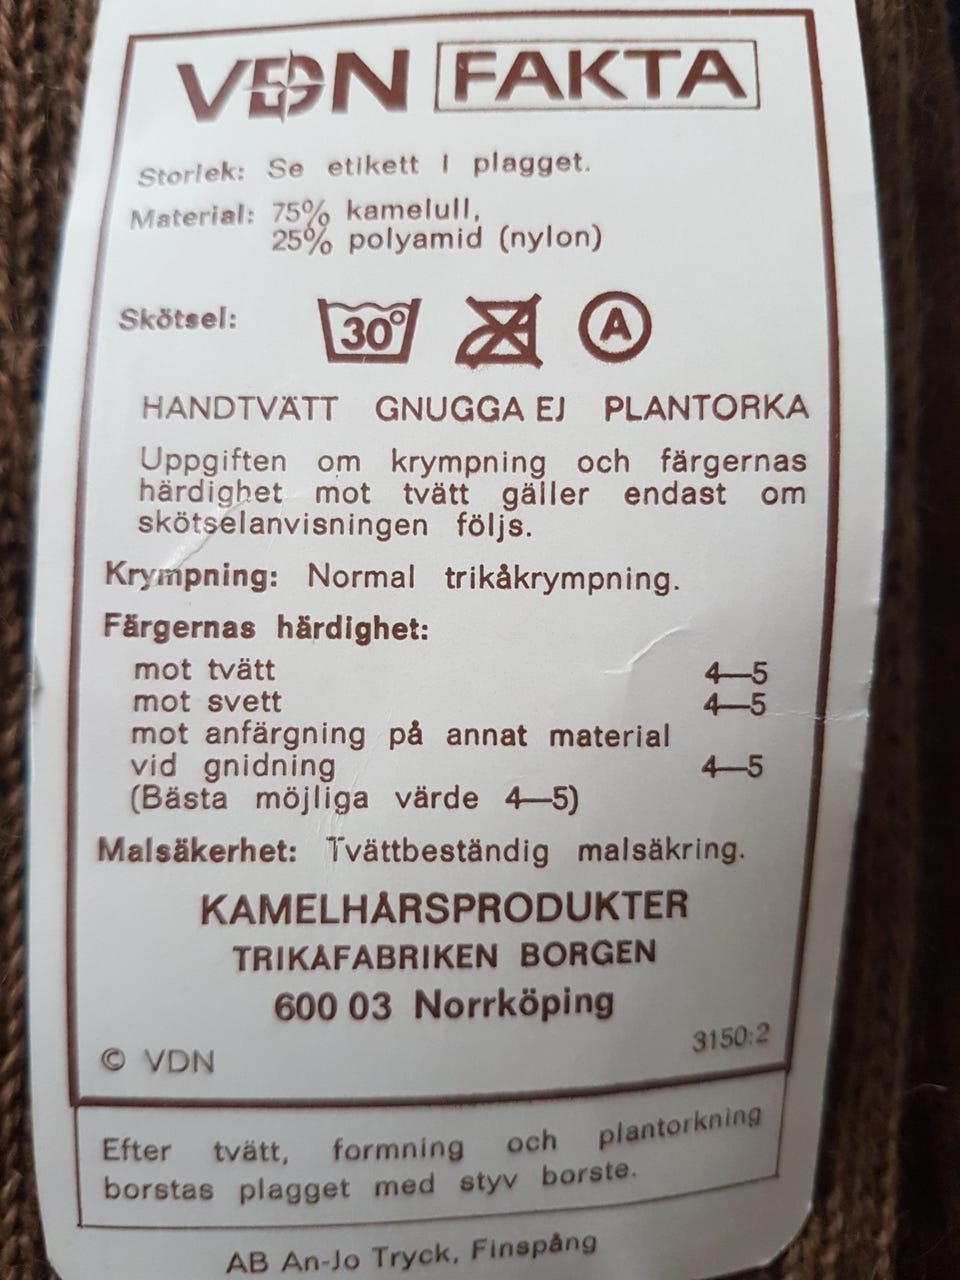 VDN FAKTA
Storlek: Se etikett i plagget.
Material: 75% kamelull,
25% polyamid (nylon)
Skötsel: 30° A
HANDTVÄTT GNUGGA EJ PLANTORKA
Uppgiften om krympning och färgernas
härdighet mot tvätt gäller endast om
skötselanvisningen följs.
Krympning: Normal trikåkrympning.
Färgernas härdighet:
mot tvätt 4—5
mot svett 4—5
mot anfärgning på annat material
vid gnidning 4—5
(Bästa möjliga värde 4—5)
Malsäkerhet: Tvättbeständig malsäkring.
KAMELHÅRSPRODUKTER
TRIKÅFABRIKEN BORGEN
600 03 Norrköping
© VDN 3150:2
Efter tvätt, formning och plantorkning
borstas plagget med styv borste.
AB An-Jo Tryck, Finspång